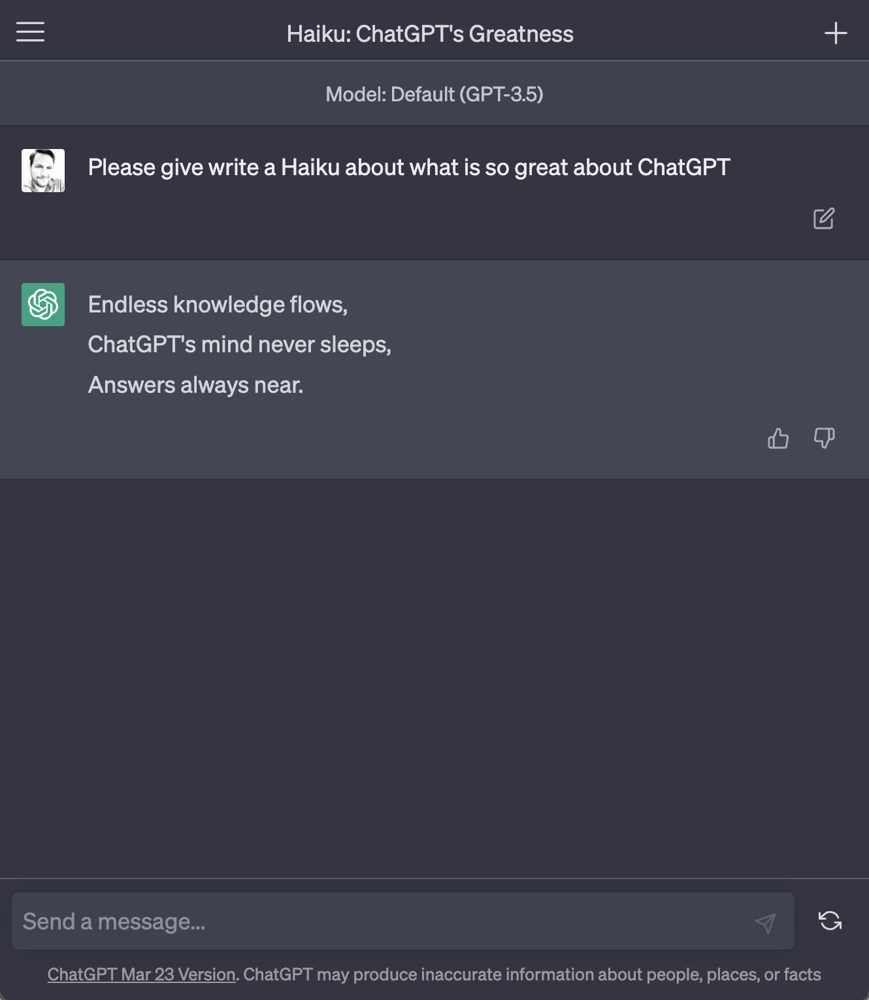 Haiku: ChatGPT's Greatness
Model: Default (GPT-3.5)
Please give write a Haiku about what is so great about ChatGPT
Endless knowledge flows,
ChatGPT's mind never sleeps,
Answers always near.
Send a message...
ChatGPT Mar 23 Version. ChatGPT may produce inaccurate information about people, places, or facts